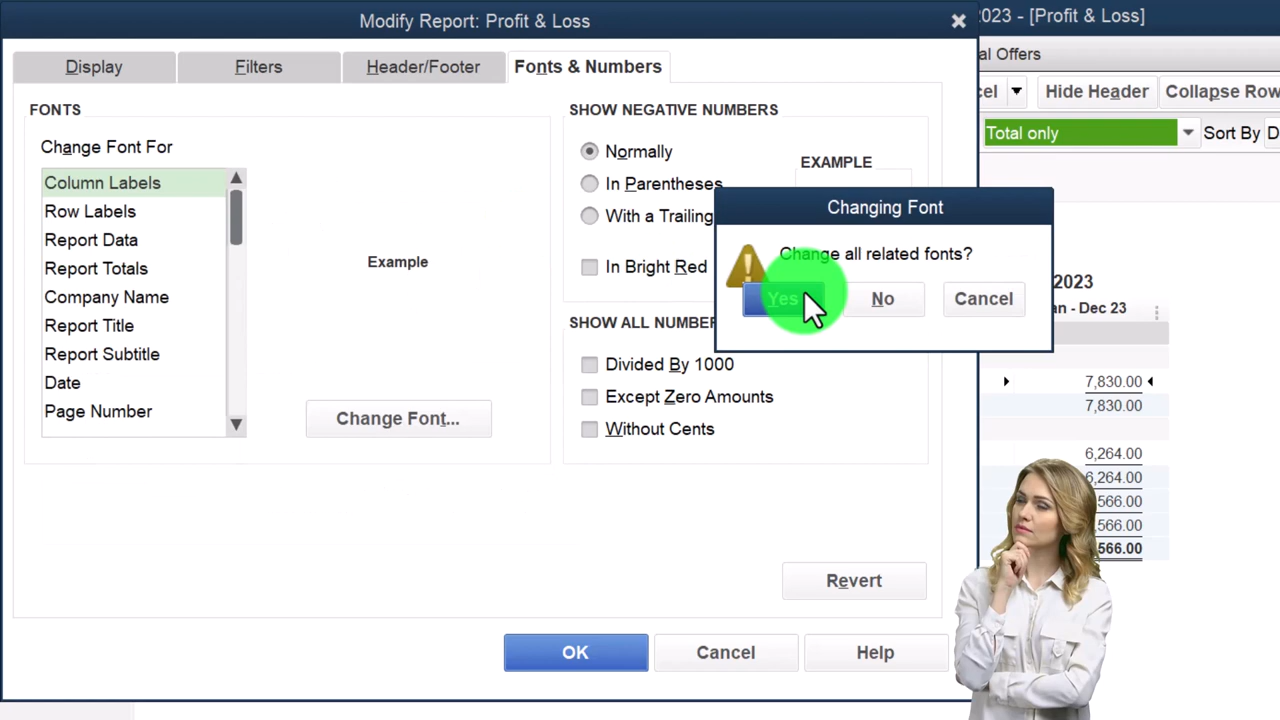 Modify Report: Profit & Loss
2023 - [Profit & Loss]
Display
Filters
Header/Footer
Fonts & Numbers
al Offers
cel
Hide Header
Collapse Row
Total only
Sort By
D
FONTS
Change Font For
Column Labels
Row Labels
Report Data
Report Totals
Company Name
Report Title
Report Subtitle
Date
Page Number
Example
Change Font...
SHOW NEGATIVE NUMBERS
Normally
In Parentheses
With a Trailing
In Bright Red
EXAMPLE
Changing Font
Change all related fonts?
Yes
No
Cancel
SHOW ALL NUMBER
Divided By 1000
Except Zero Amounts
Without Cents
2023
an - Dec 23
7,830.00
7,830.00
6,264.00
6,264.00
566.00
566.00
566.00
Revert
OK
Cancel
Help